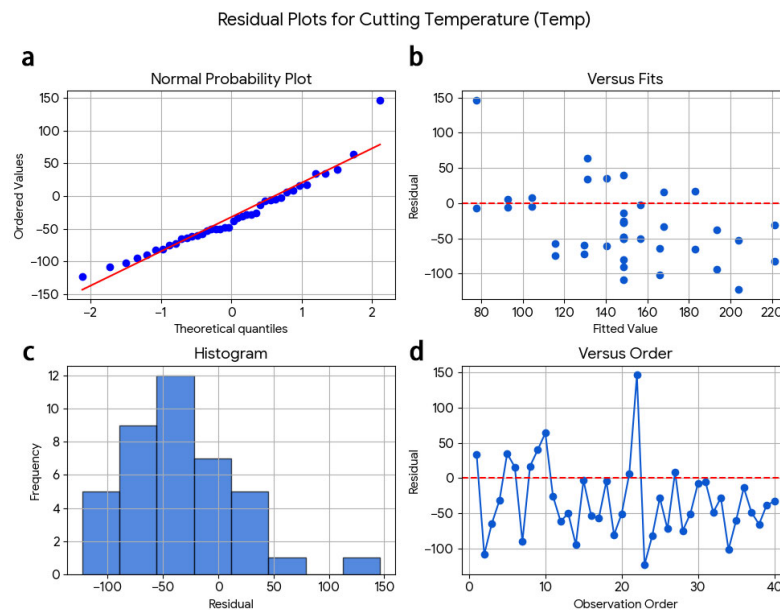 Residual Plots for Cutting Temperature (Temp)
a
Normal Probability Plot
Ordered Values
150
100
50
0
−50
−100
−150
−2
−1
0
1
2
Theoretical quantiles
b
Versus Fits
Residual
150
100
50
0
−50
−100
80
100
120
140
160
180
200
220
Fitted Value
c
Histogram
Frequency
12
10
8
6
4
2
0
−100
−50
0
50
100
150
Residual
d
Versus Order
Residual
150
100
50
0
−50
−100
0
10
20
30
40
Observation Order